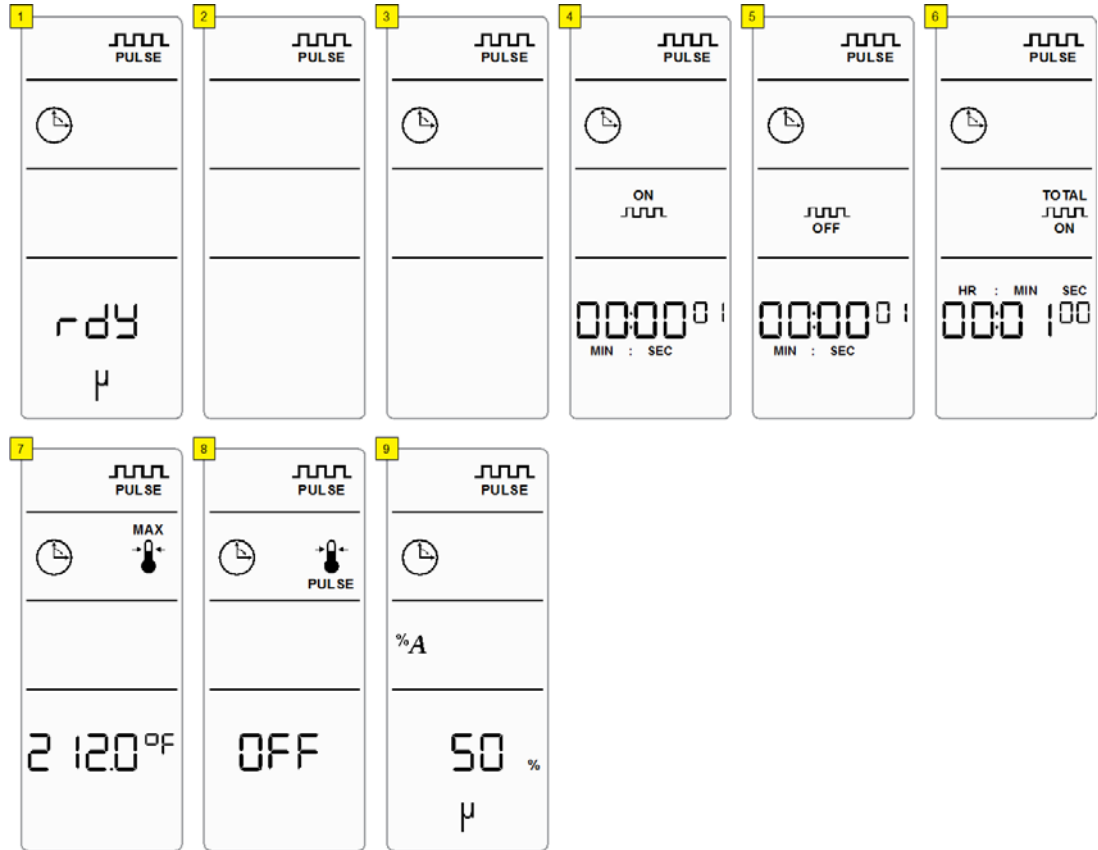 1
PULSE
rdY
µ
2
PULSE
3
PULSE
4
PULSE
ON
00:00 01
MIN : SEC
5
PULSE
OFF
00:00 01
MIN : SEC
6
PULSE
TOTAL
ON
HR : MIN SEC
00:01 00
7
PULSE
MAX
212.0°F
8
PULSE
PULSE
OFF
9
PULSE
%A
50 %
µ